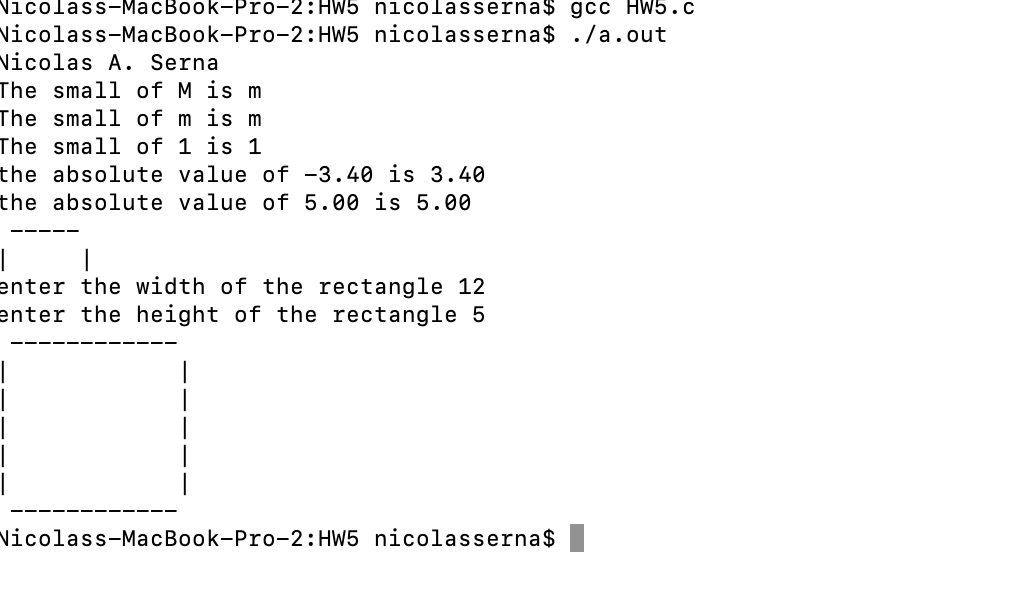 Nicolass-MacBook-Pro-2:HW5 nicolasserna$ gcc HW5.c
Nicolass-MacBook-Pro-2:HW5 nicolasserna$ ./a.out
Nicolas A. Serna
The small of M is m
The small of m is m
The small of 1 is 1
the absolute value of -3.40 is 3.40
the absolute value of 5.00 is 5.00
 -----
|     |
enter the width of the rectangle 12
enter the height of the rectangle 5
 ------------
|            |
|            |
|            |
|            |
|            |
 ------------
Nicolass-MacBook-Pro-2:HW5 nicolasserna$